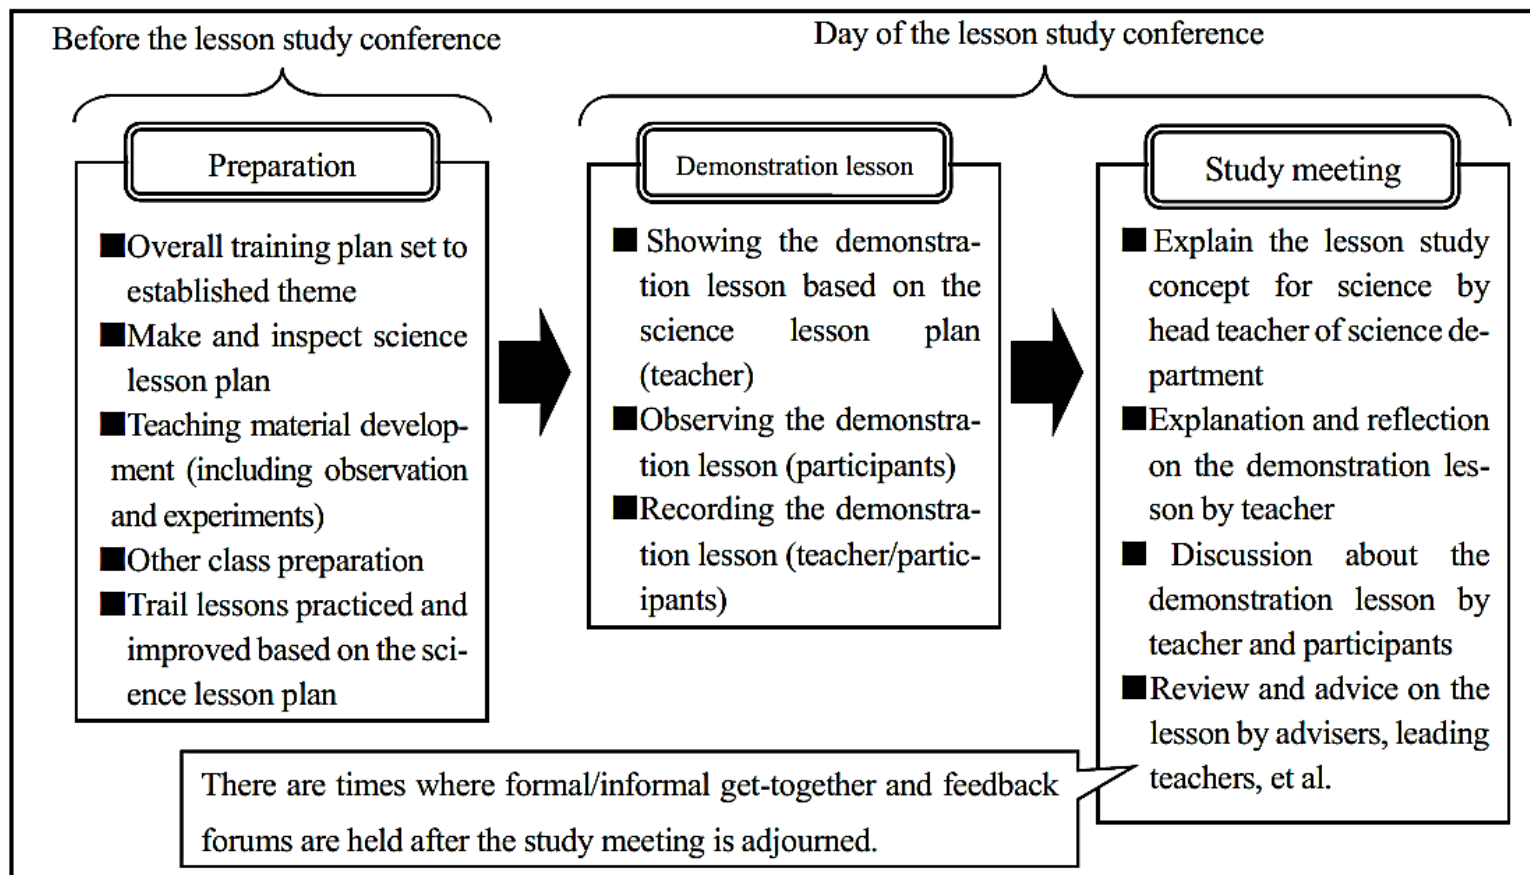 Before the lesson study conference
Day of the lesson study conference
Preparation
■Overall training plan set to
established theme
■Make and inspect science
lesson plan
■Teaching material develop-
ment (including observation
and experiments)
■Other class preparation
■Trail lessons practiced and
improved based on the sci-
ence lesson plan
Demonstration lesson
■ Showing the demonstra-
tion lesson based on the
science lesson plan
(teacher)
■Observing the demonstra-
tion lesson (participants)
■Recording the demonstra-
tion lesson (teacher/partic-
ipants)
Study meeting
■ Explain the lesson study
concept for science by
head teacher of science de-
partment
■Explanation and reflection
on the demonstration les-
son by teacher
■ Discussion about the
demonstration lesson by
teacher and participants
■Review and advice on the
lesson by advisers, leading
teachers, et al.
There are times where formal/informal get-together and feedback
forums are held after the study meeting is adjourned.